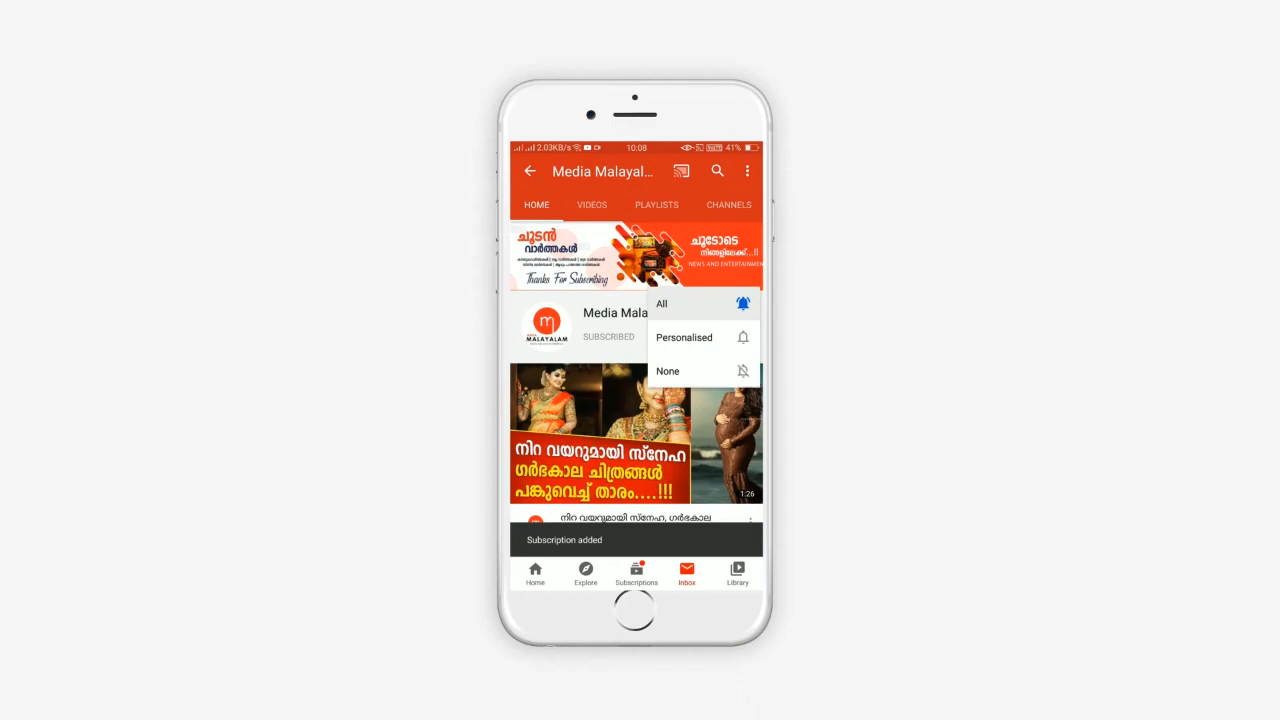 2.03KB/s
10:08
41%
Media Malayal...
HOME VIDEOS PLAYLISTS CHANNELS
ചൂടൻ
വാർത്തകൾ
Thanks For Subscribing
ചൂടോടെ
നിങ്ങളിലേക്ക്...!!
NEWS AND ENTERTAINMEN
Media Mala
SUBSCRIBED
MALAYALAM
All
Personalised
None
നിറ വയറുമായി സ്നേഹ
ഗർഭകാല ചിത്രങ്ങൾ
പങ്കുവെച്ച് താരം....!!!
1:26
നിറ വയറുമായി സ്നേഹ, ഗർഭകാല
Subscription added
Home Explore Subscriptions Inbox Library